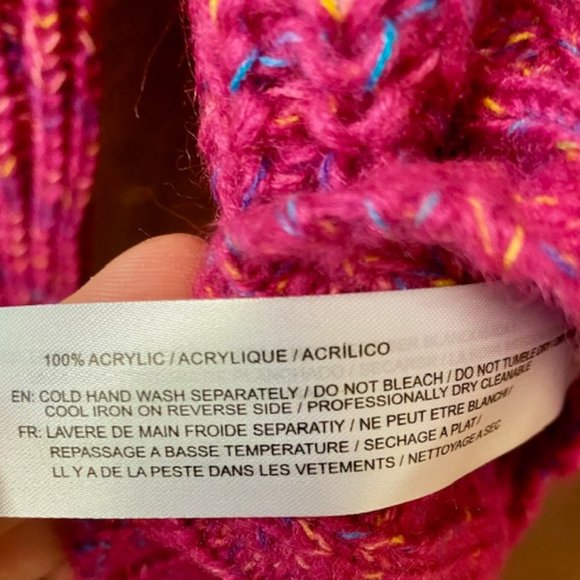 100% ACRYLIC / ACRYLIQUE / ACRÍLICO
EN: COLD HAND WASH SEPARATELY / DO NOT BLEACH / DO NOT TUMBLE DRY /
COOL IRON ON REVERSE SIDE / PROFESSIONALLY DRY CLEANABLE
FR: LAVERE DE MAIN FROIDE SEPARATIY / NE PEUT ETRE BLANCHI /
REPASSAGE A BASSE TEMPERATURE / SECHAGE A PLAT /
LL Y A DE LA PESTE DANS LES VETEMENTS / NETTOYAGE A SEC